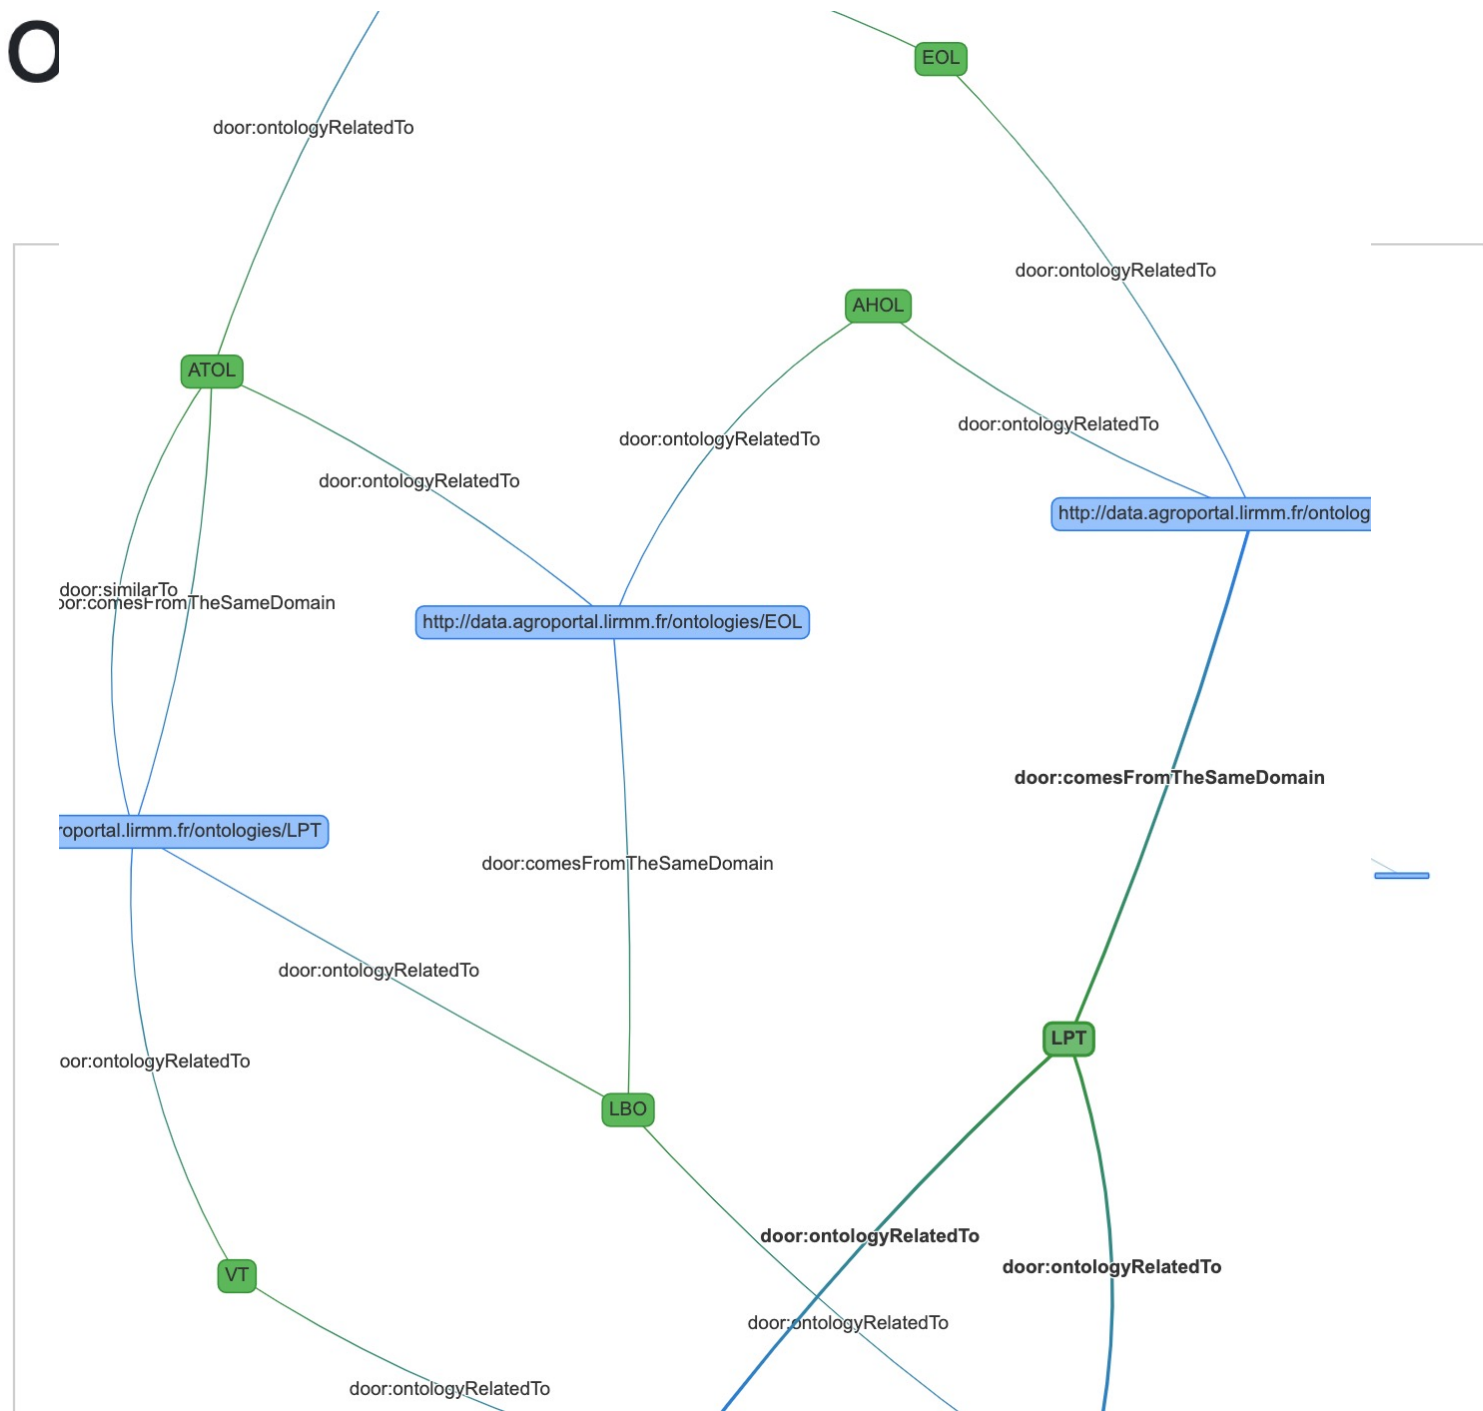 O
EOL
door:ontologyRelatedTo
door:ontologyRelatedTo
AHOL
ATOL
door:ontologyRelatedTo
door:ontologyRelatedTo
door:ontologyRelatedTo
http://data.agroportal.lirmm.fr/ontolog
door:similarTo
oor:comesFromTheSameDomain
http://data.agroportal.lirmm.fr/ontologies/EOL
door:comesFromTheSameDomain
roportal.lirmm.fr/ontologies/LPT
door:comesFromTheSameDomain
door:ontologyRelatedTo
LPT
oor:ontologyRelatedTo
LBO
door:ontologyRelatedTo
door:ontologyRelatedTo
VT
door:ontologyRelatedTo
door:ontologyRelatedTo